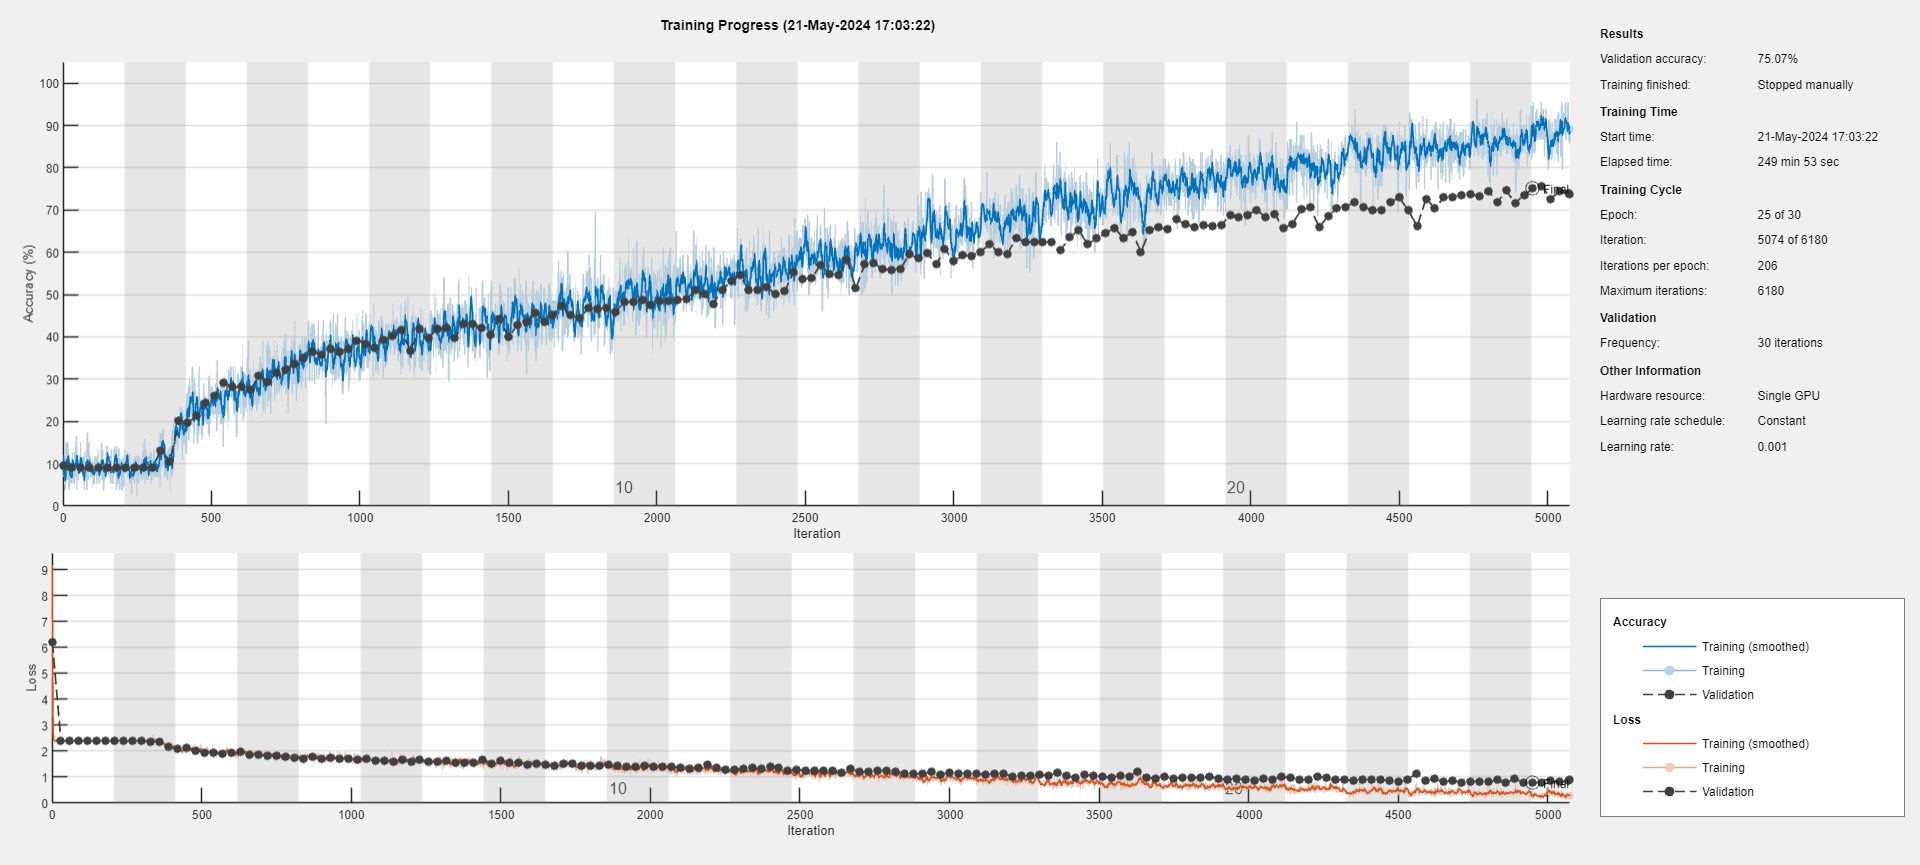 Training Progress (21-May-2024 17:03:22)
100
90
80
70
60
50
40
30
20
10
0
Accuracy (%)
Final
10
20
0
500
1000
1500
2000
2500
3000
3500
4000
4500
5000
Iteration
9
8
7
6
5
4
3
2
1
0
Loss
Final
10
20
0
500
1000
1500
2000
2500
3000
3500
4000
4500
5000
Iteration
Results
Validation accuracy: 75.07%
Training finished: Stopped manually
Training Time
Start time: 21-May-2024 17:03:22
Elapsed time: 249 min 53 sec
Training Cycle
Epoch: 25 of 30
Iteration: 5074 of 6180
Iterations per epoch: 206
Maximum iterations: 6180
Validation
Frequency: 30 iterations
Other Information
Hardware resource: Single GPU
Learning rate schedule: Constant
Learning rate: 0.001
Accuracy
Training (smoothed)
Training
Validation
Loss
Training (smoothed)
Training
Validation